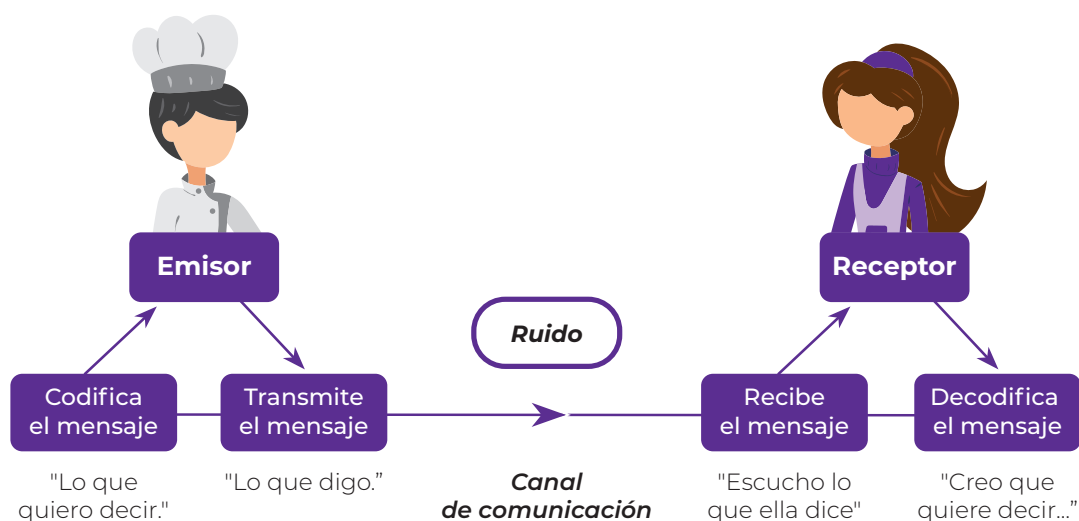 Emisor
Receptor
Ruido
Codifica
el mensaje
Transmite
el mensaje
Recibe
el mensaje
Decodifica
el mensaje
"Lo que
quiero decir."
"Lo que digo.”
Canal
de comunicación
"Escucho lo
que ella dice"
"Creo que
quiere decir...”